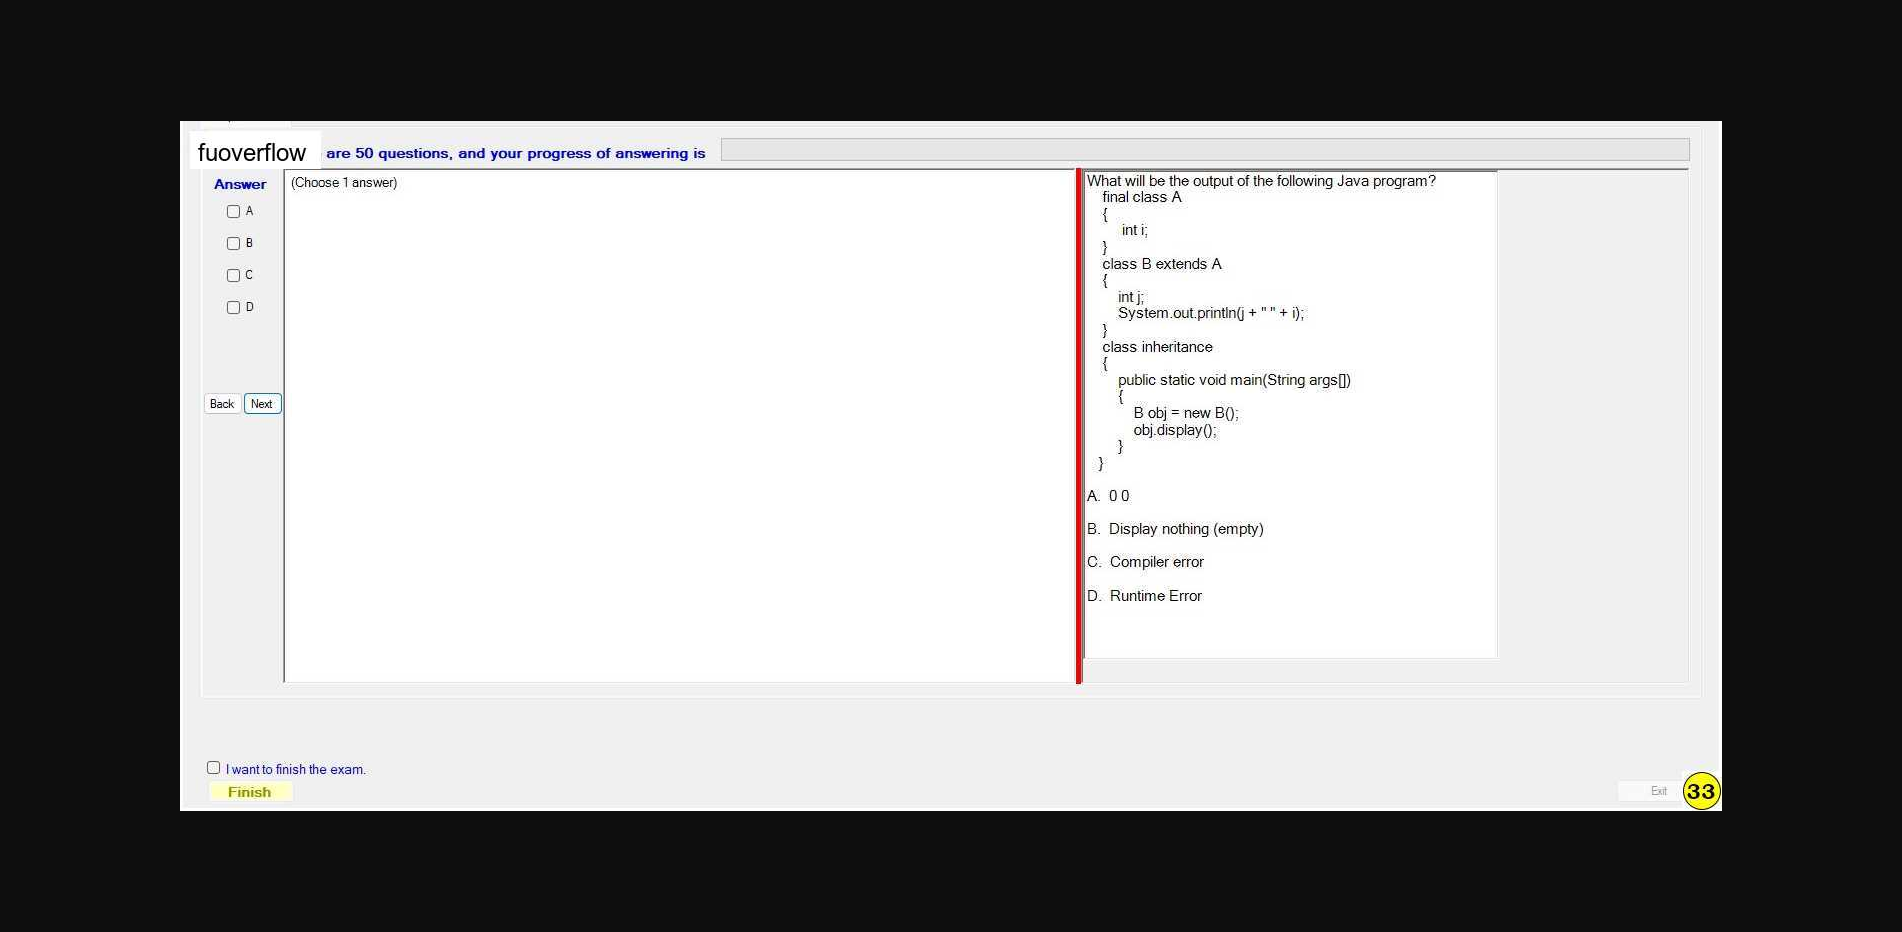 fuoverflow are 50 questions, and your progress of answering is
Answer
A
B
C
D
Back Next
(Choose 1 answer)
What will be the output of the following Java program?
final class A
{
int i;
}
class B extends A
{
int j;
System.out.println(j + " " + i);
}
class inheritance
{
public static void main(String args[])
{
B obj = new B();
obj.display();
}
}
A. 0 0
B. Display nothing (empty)
C. Compiler error
D. Runtime Error
I want to finish the exam.
Finish
Exit
33